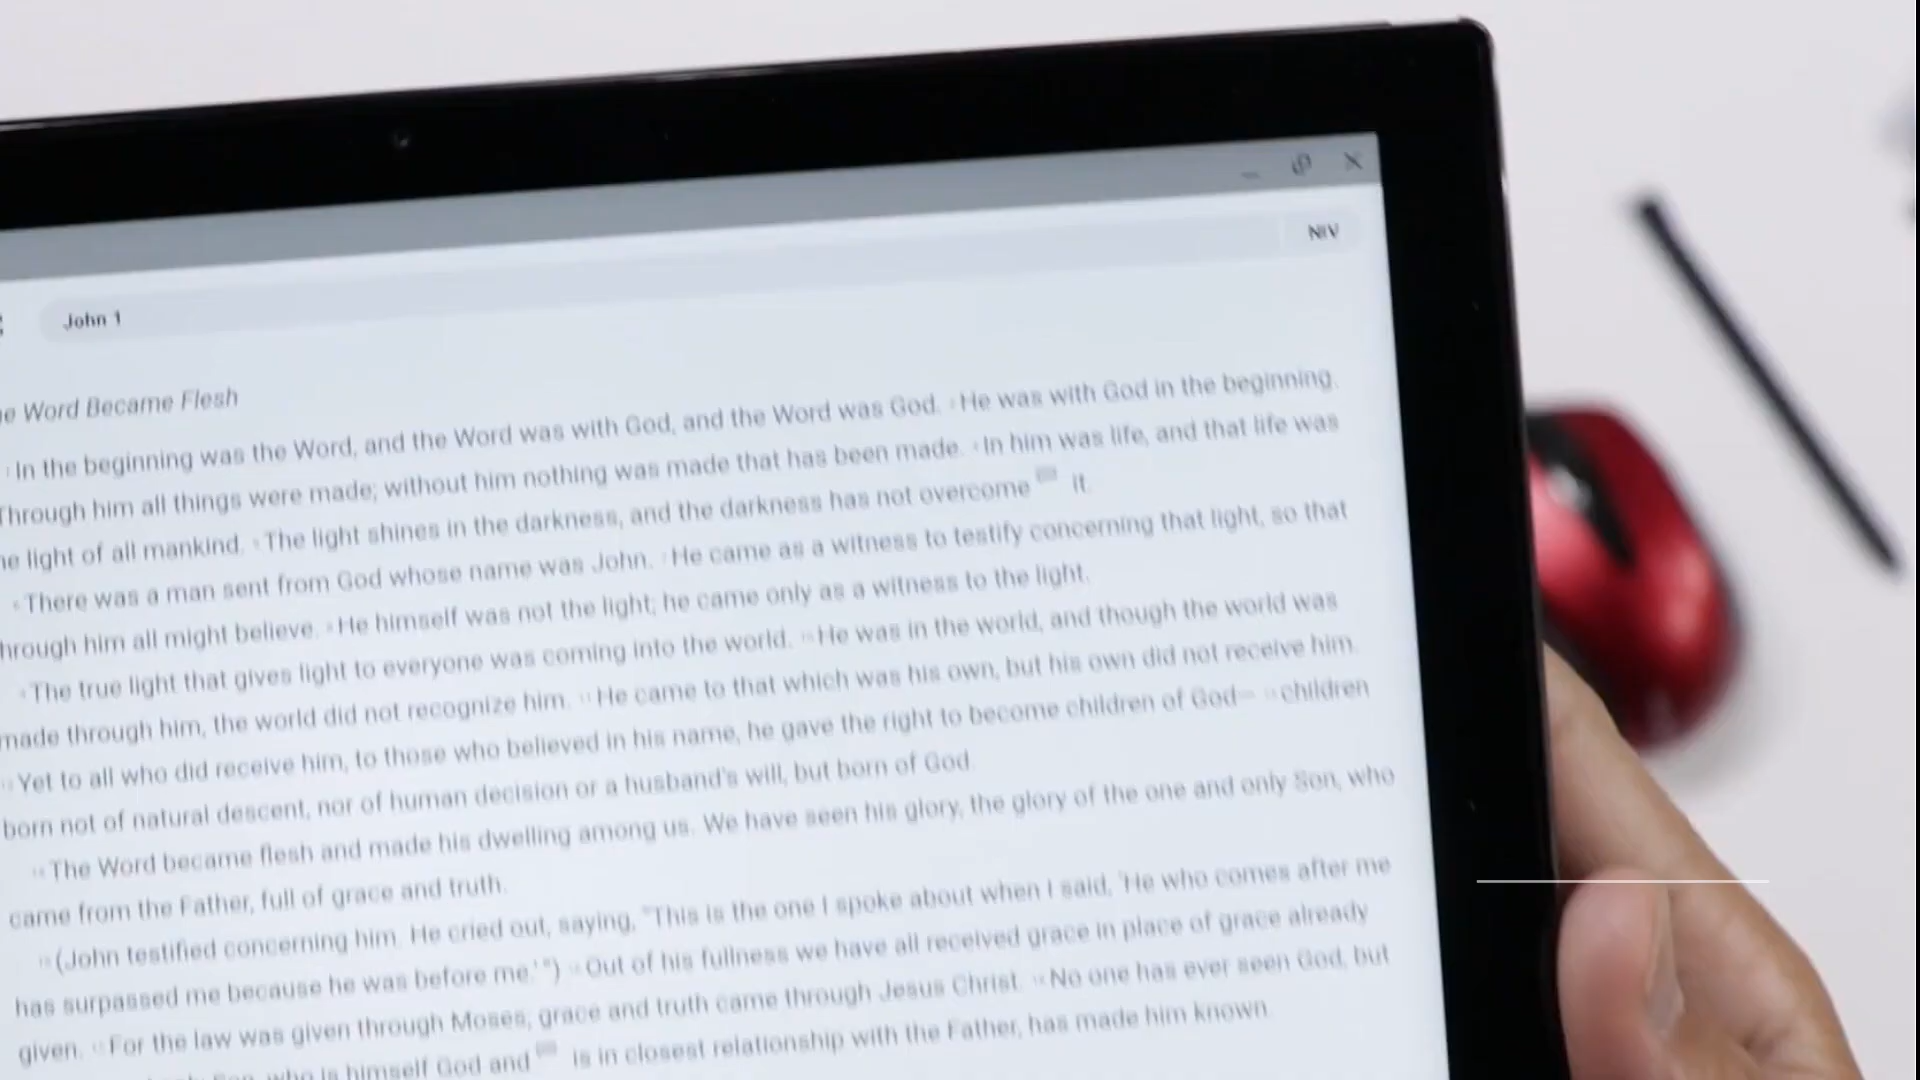 NIV
John 1
e Word Became Flesh
In the beginning was the Word, and the Word was with God, and the Word was God. He was with God in the beginning.
Through him all things were made; without him nothing was made that has been made. In him was life, and that life was
he light of all mankind. The light shines in the darkness, and the darkness has not overcome it.
There was a man sent from God whose name was John. He came as a witness to testify concerning that light, so that
hrough him all might believe. He himself was not the light; he came only as a witness to the light.
The true light that gives light to everyone was coming into the world. He was in the world, and though the world was
made through him, the world did not recognize him. He came to that which was his own, but his own did not receive him.
Yet to all who did receive him, to those who believed in his name, he gave the right to become children of God— children
born not of natural descent, nor of human decision or a husband's will, but born of God.
The Word became flesh and made his dwelling among us. We have seen his glory, the glory of the one and only Son, who
came from the Father, full of grace and truth.
(John testified concerning him. He cried out, saying, "This is the one I spoke about when I said, 'He who comes after me
has surpassed me because he was before me.' ") Out of his fullness we have all received grace in place of grace already
given. For the law was given through Moses; grace and truth came through Jesus Christ. No one has ever seen God, but
Son, who is himself God and is in closest relationship with the Father, has made him known.